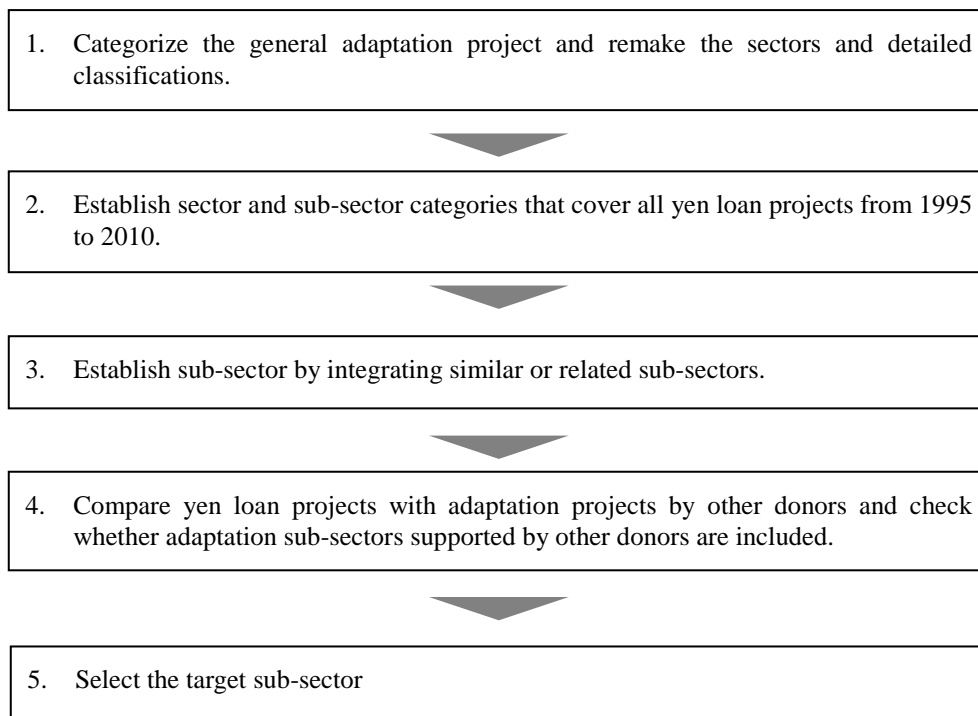 1. Categorize the general adaptation project and remake the sectors and detailed
classifications.
2. Establish sector and sub-sector categories that cover all yen loan projects from 1995
to 2010.
3. Establish sub-sector by integrating similar or related sub-sectors.
4. Compare yen loan projects with adaptation projects by other donors and check
whether adaptation sub-sectors supported by other donors are included.
5. Select the target sub-sector